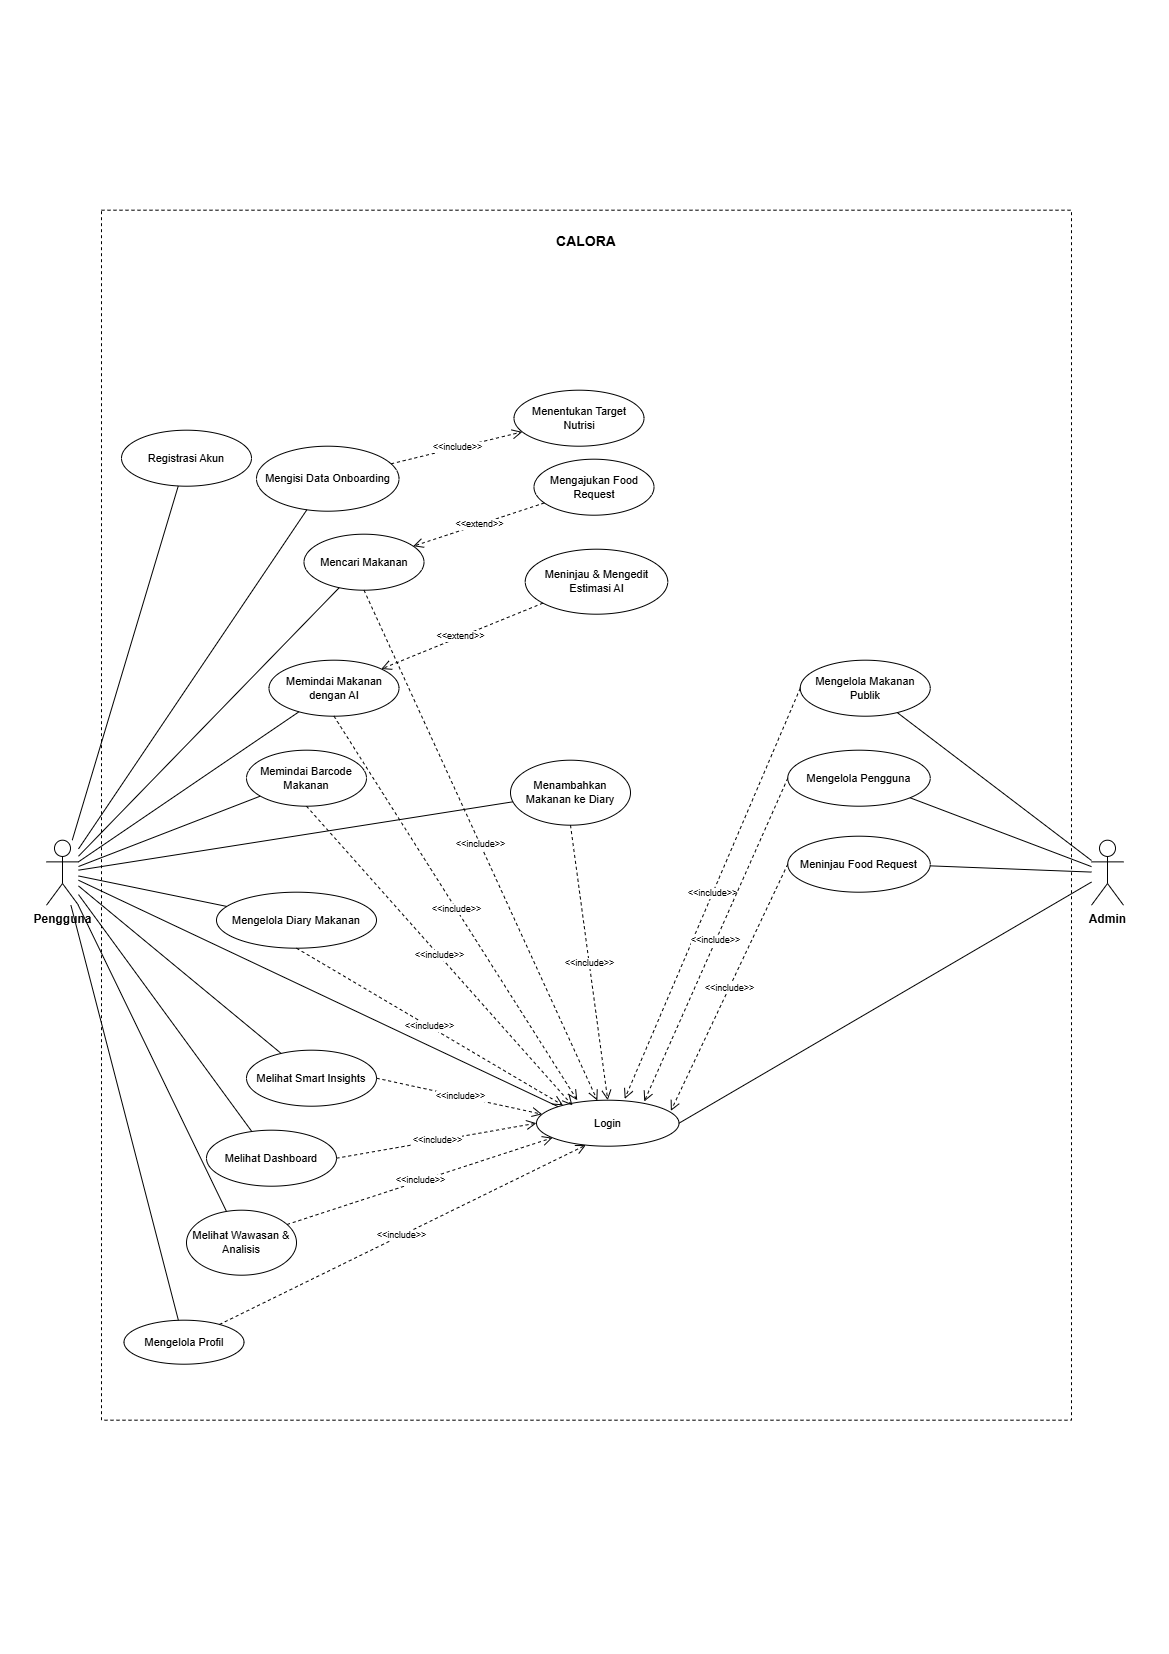 CALORA
Menentukan Target
Nutrisi
Registrasi Akun
Mengisi Data Onboarding
<<include>>
Mengajukan Food
Request
<<extend>>
Mencari Makanan
Meninjau & Mengedit
Estimasi AI
<<extend>>
Memindai Makanan
dengan AI
Mengelola Makanan
Publik
Memindai Barcode
Makanan
Menambahkan
Makanan ke Diary
Mengelola Pengguna
<<include>>
Meninjau Food Request
<<include>>
<<include>>
Pengguna
Mengelola Diary Makanan
Admin
<<include>>
<<include>>
<<include>>
<<include>>
<<include>>
Melihat Smart Insights
<<include>>
Login
<<include>>
Melihat Dashboard
<<include>>
Melihat Wawasan &
Analisis
<<include>>
Mengelola Profil